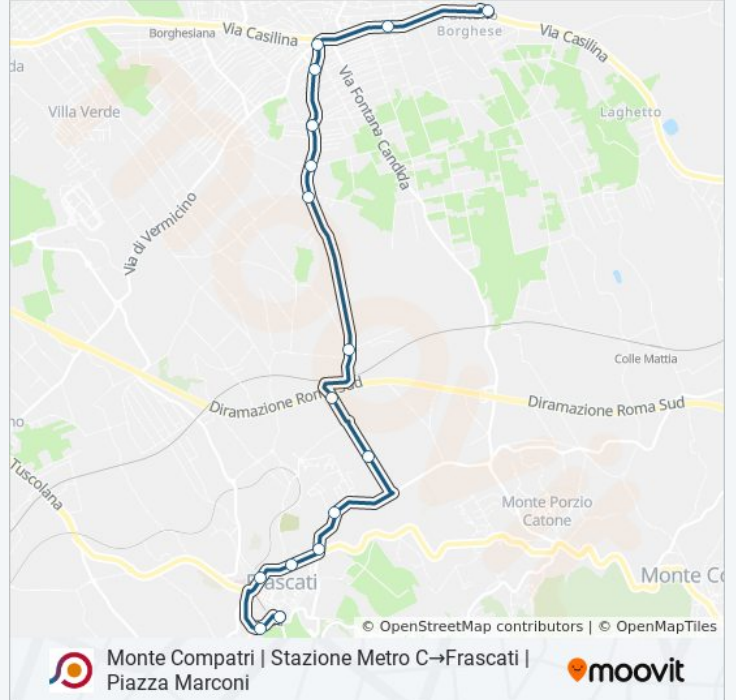 Borghesiana
Via Casilina
Borghese
Via Casilina
Villa Verde
Via Fontana Candida
Laghetto
Via di Vermicino
Colle Mattia
Diramazione Roma Sud
Diramazione Roma Sud
Tuscolana
Monte Porzio
Catone
Frascati
Monte Co
© OpenStreetMap contributors | © OpenMapTiles
Monte Compatri | Stazione Metro C→Frascati |
Piazza Marconi
moovit